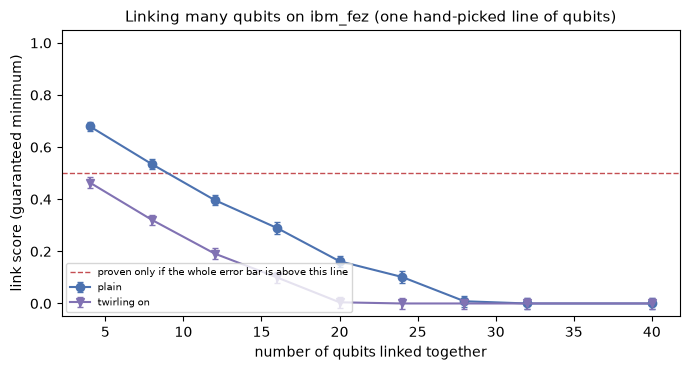 Linking many qubits on ibm_fez (one hand-picked line of qubits)
link score (guaranteed minimum)
1.0
0.8
0.6
0.4
0.2
0.0
proven only if the whole error bar is above this line
plain
twirling on
5 10 15 20 25 30 35 40
number of qubits linked together